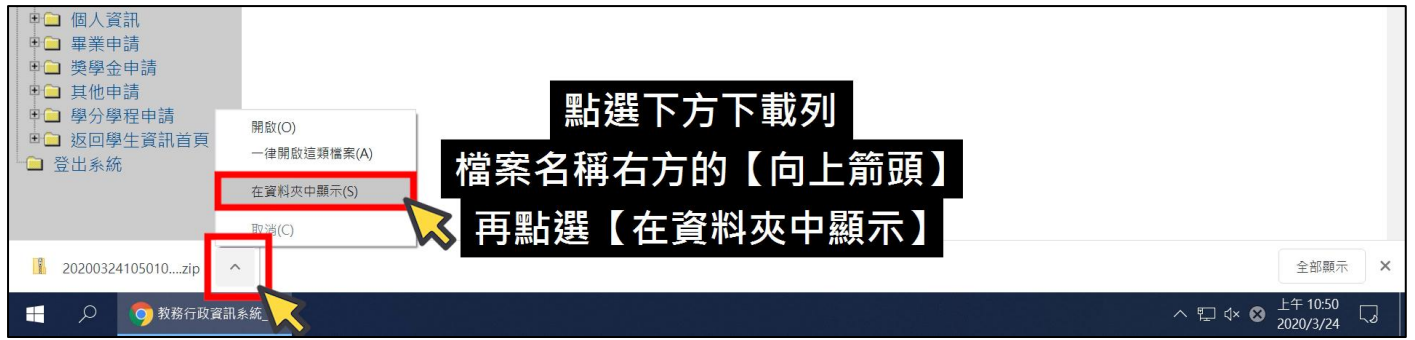 個人資訊
畢業申請
獎學金申請
其他申請
學分學程申請
返回學生資訊首頁
登出系統
開啟(O)
一律開啟這類檔案(A)
在資料夾中顯示(S)
取消(C)
點選下方下載列
檔案名稱右方的【向上箭頭】
再點選【在資料夾中顯示】
20200324105010....zip
全部顯示
教務行政資訊系統_
上午 10:50
2020/3/24